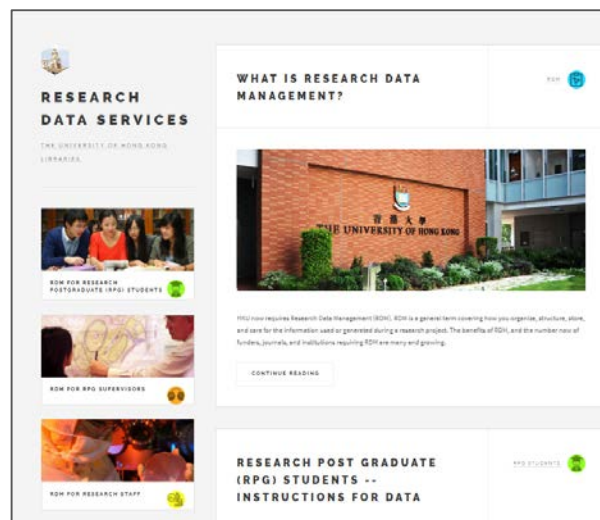 RESEARCH
DATA SERVICES
THE UNIVERSITY OF HONG KONG
LIBRARIES
RDM FOR RESEARCH
POSTGRADUATE (RPG) STUDENTS
RDM FOR RPG SUPERVISORS
RDM FOR RESEARCH STAFF
WHAT IS RESEARCH DATA
MANAGEMENT?
RDM
香港大學
THE UNIVERSITY OF HONG KONG
HKU now requires Research Data Management (RDM). RDM is a general term covering how you organize, structure, store,
and care for the information used or generated during a research project. The benefits of RDM, and the number now of
funders, journals, and institutions requiring RDM are many and growing.
CONTINUE READING
RESEARCH POST GRADUATE
(RPG) STUDENTS --
INSTRUCTIONS FOR DATA
RPG STUDENTS